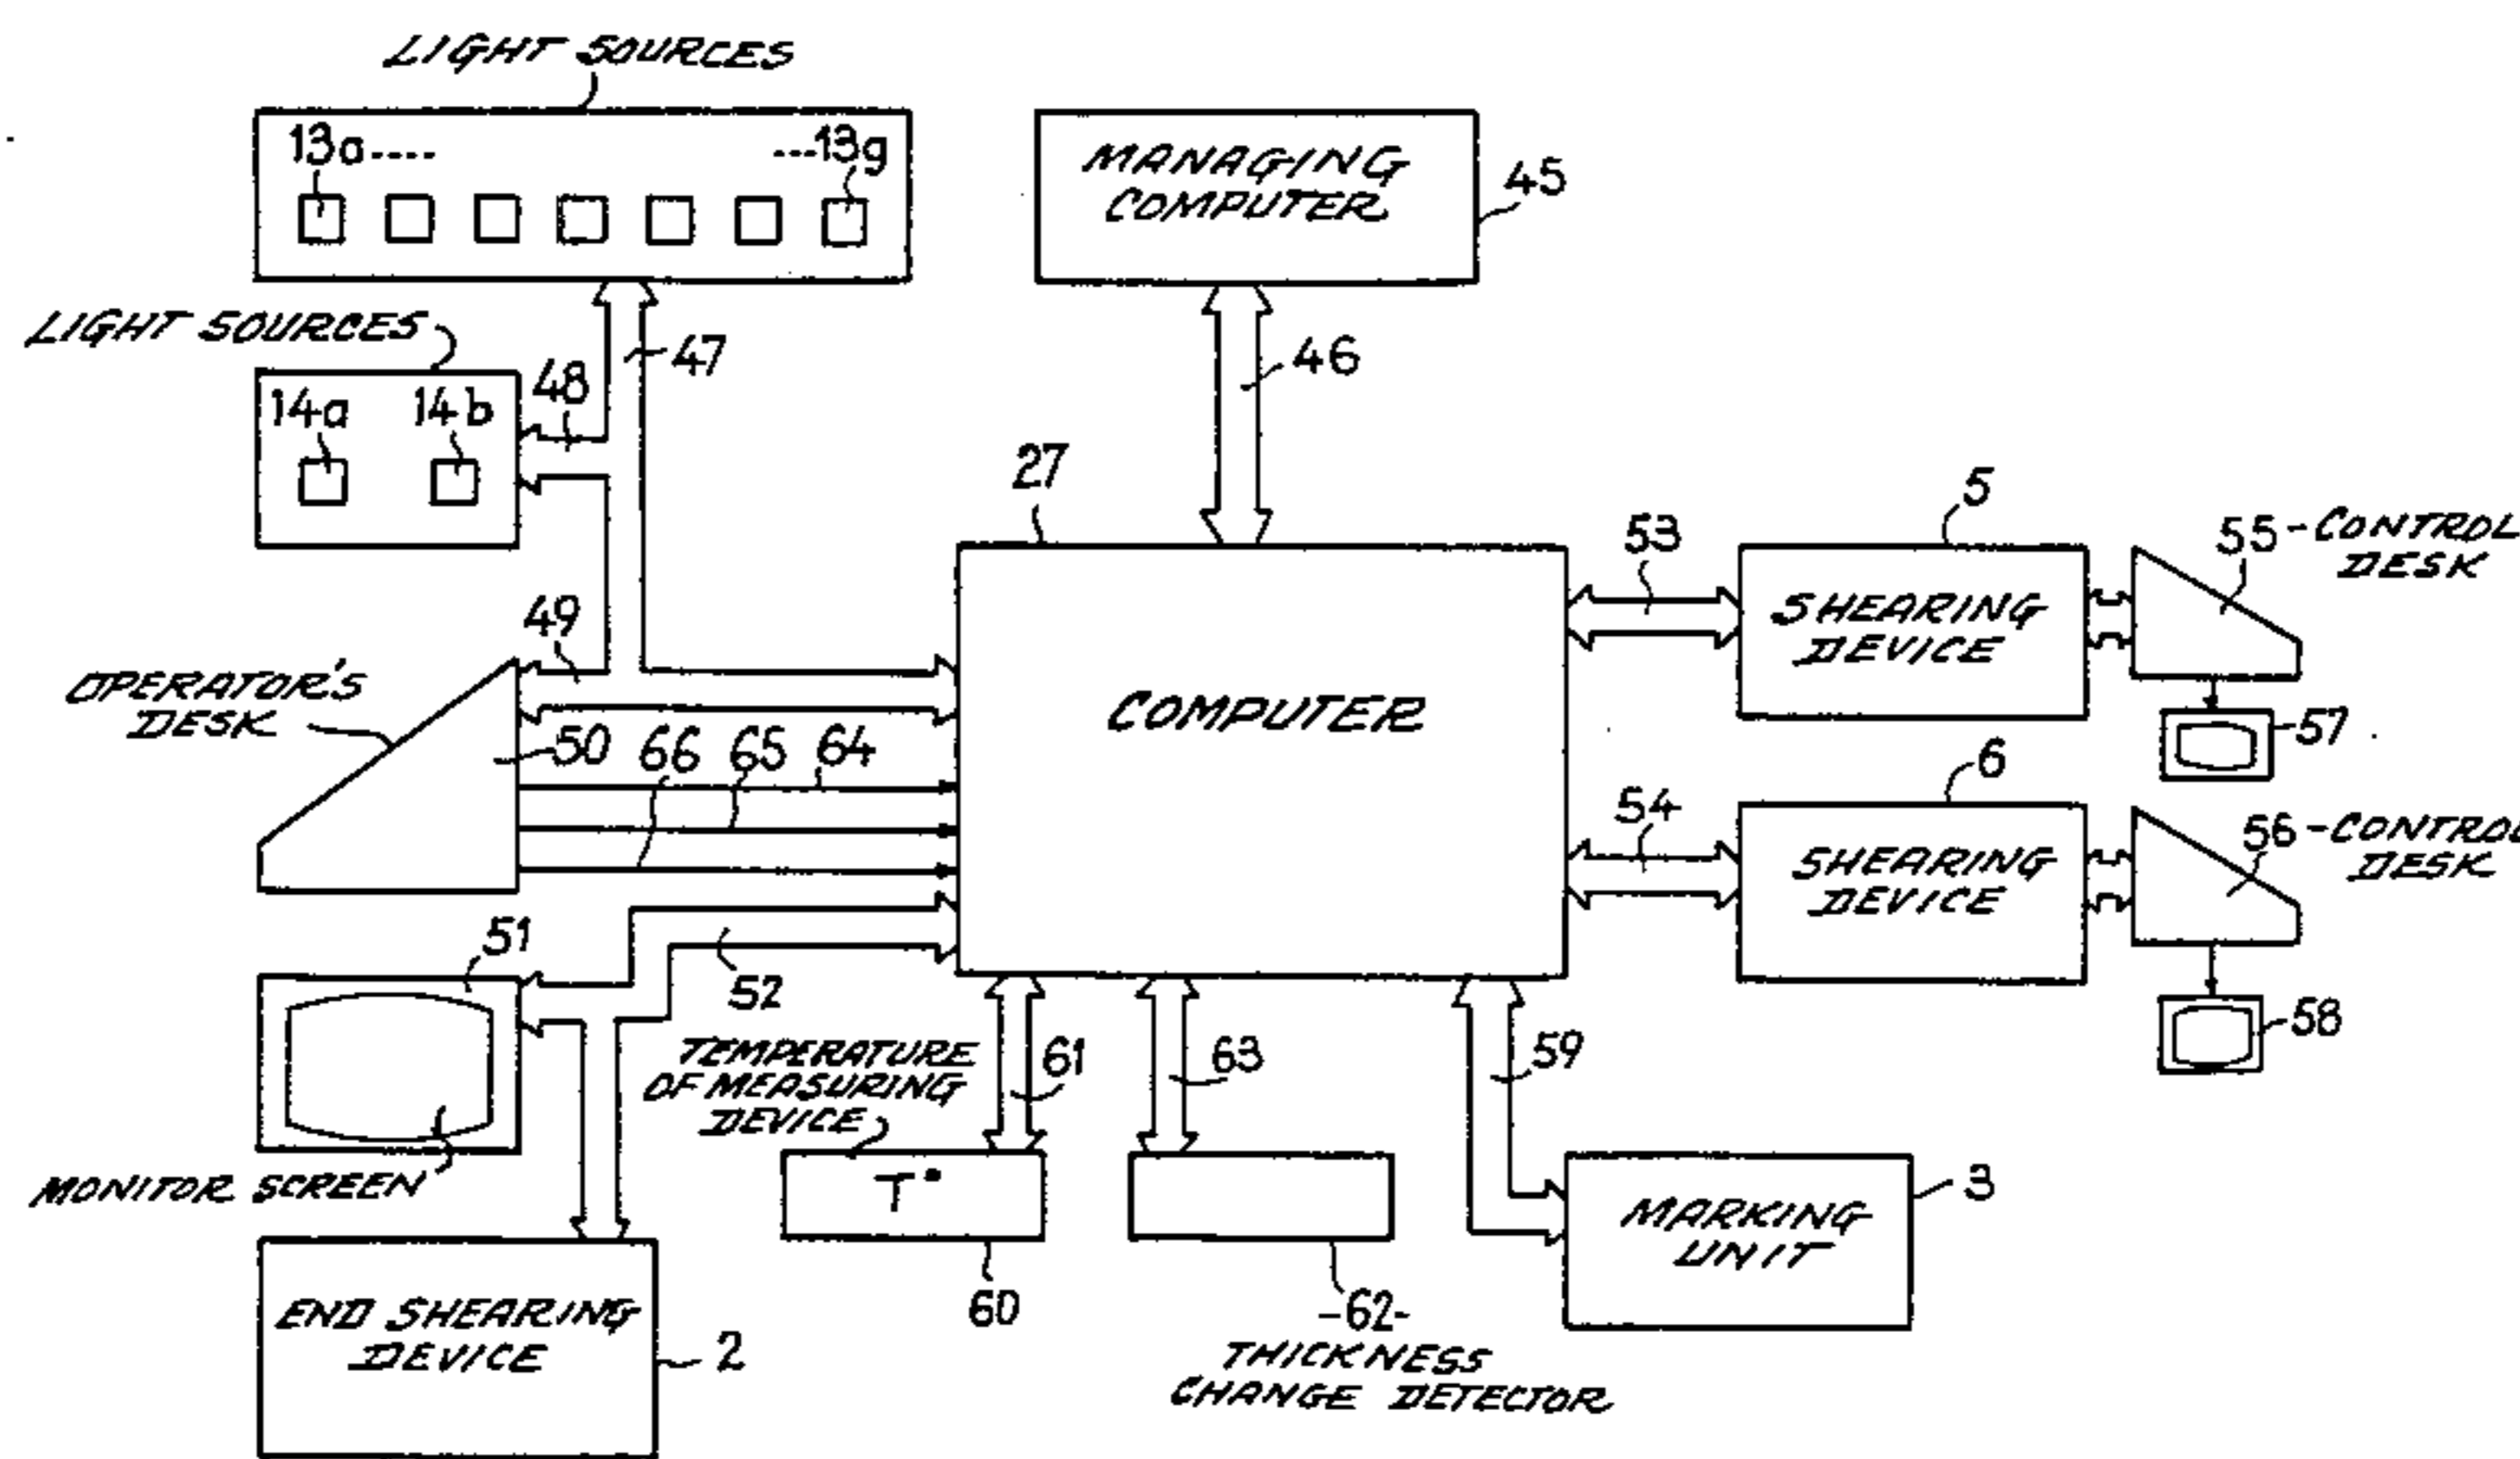 LIGHT SOURCES
13a.... ...13g
MANAGING
COMPUTER
45
LIGHT SOURCES
47
46
48
14a 14b
27
5
53
55-CONTROL
DESK
49
SHEARING
DEVICE
OPERATOR'S
DESK
COMPUTER
50 66 65 64
57
6
54
56-CONTROL
DESK
SHEARING
DEVICE
51
52
58
TEMPERATURE
OF MEASURING
DEVICE
61
63
59
T°
3
MONITOR SCREEN
MARKING
UNIT
60
-62-
THICKNESS
CHANGE DETECTOR
END SHEARING
DEVICE
2